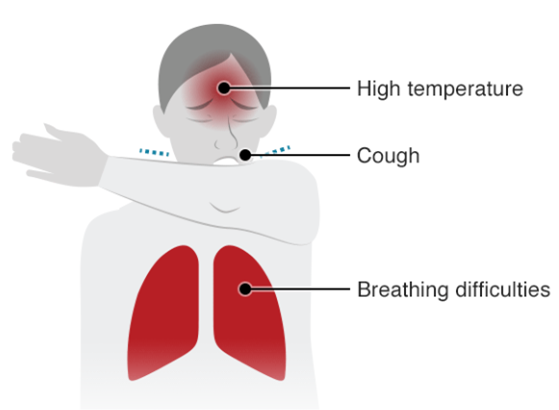 High temperature
Cough
Breathing difficulties